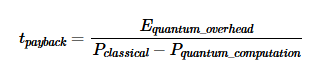 t_payback = E_quantum_overhead / (P_classical − P_quantum_computation)